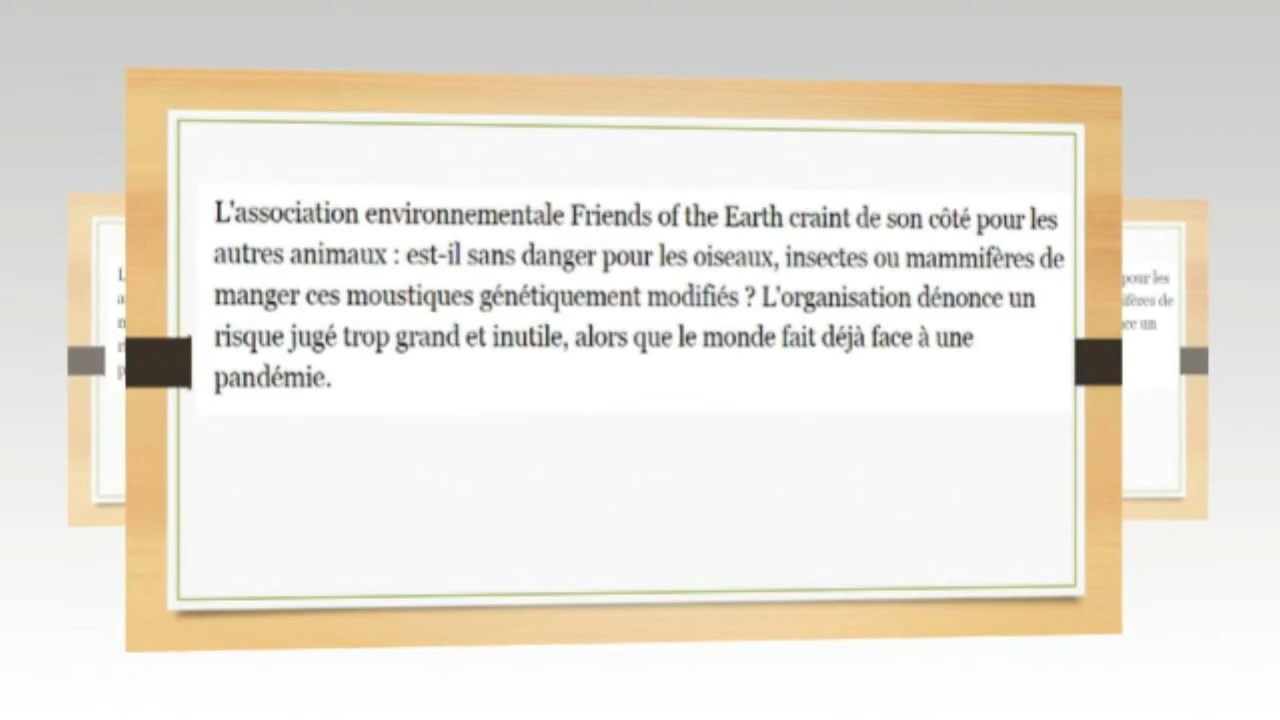 L'association environnementale Friends of the Earth craint de son côté pour les
autres animaux : est-il sans danger pour les oiseaux, insectes ou mammifères de
manger ces moustiques génétiquement modifiés ? L'organisation dénonce un
risque jugé trop grand et inutile, alors que le monde fait déjà face à une
pandémie.
pour les